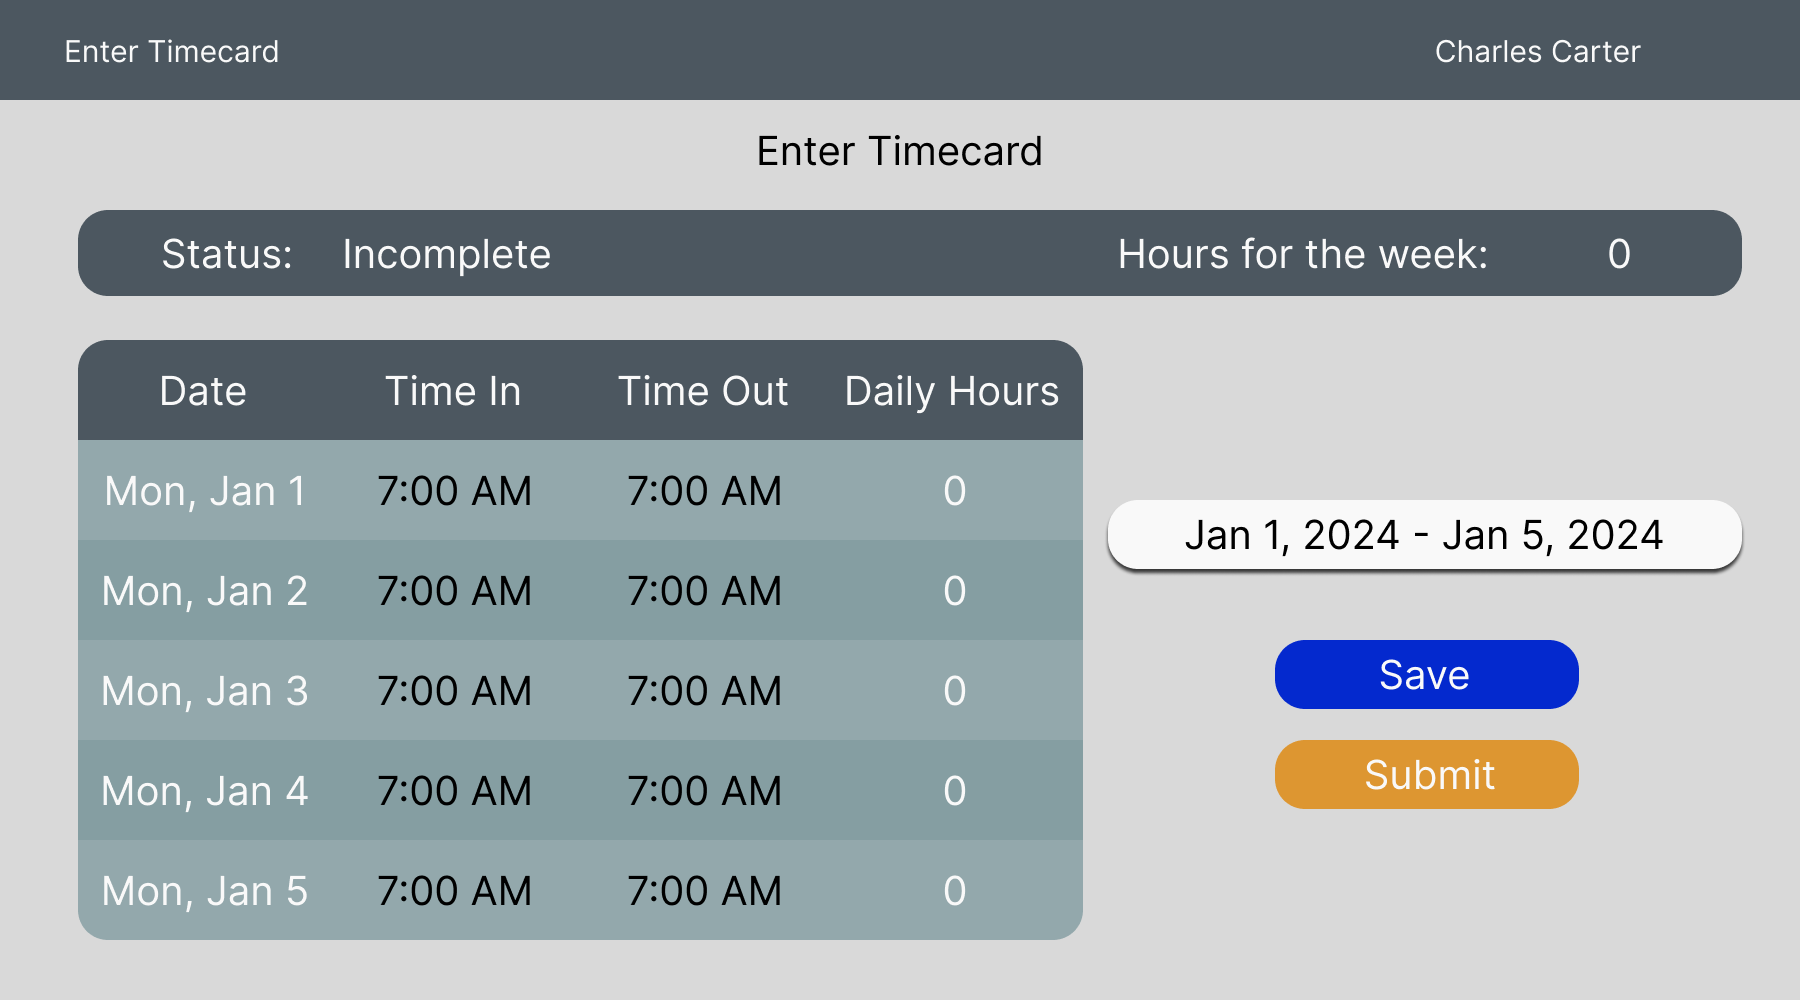 Enter Timecard Charles Carter
Enter Timecard
Status: Incomplete Hours for the week: 0
Date Time In Time Out Daily Hours
Mon, Jan 1 7:00 AM 7:00 AM 0
Mon, Jan 2 7:00 AM 7:00 AM 0
Mon, Jan 3 7:00 AM 7:00 AM 0
Mon, Jan 4 7:00 AM 7:00 AM 0
Mon, Jan 5 7:00 AM 7:00 AM 0
Jan 1, 2024 - Jan 5, 2024
Save
Submit